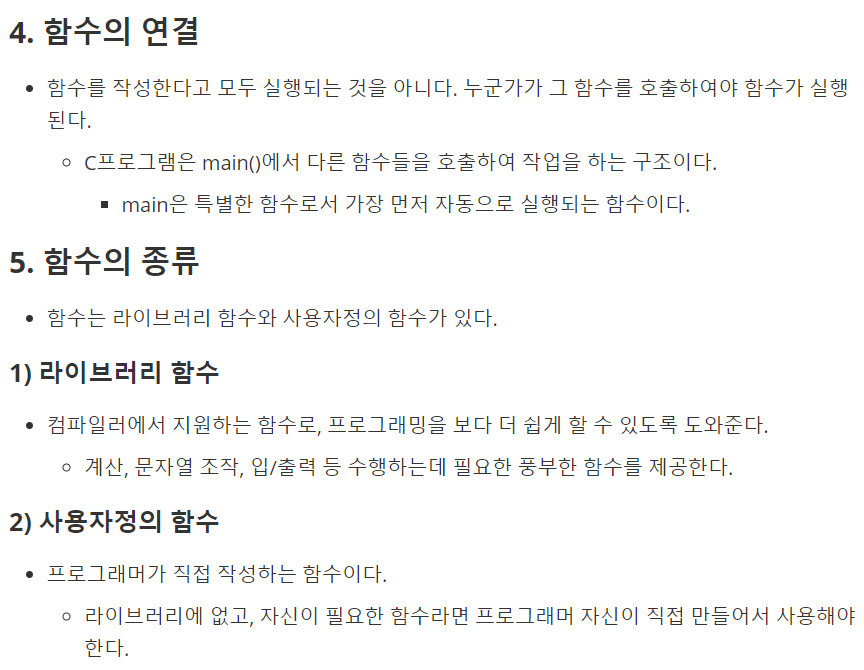 4. 함수의 연결
• 함수를 작성한다고 모두 실행되는 것을 아니다. 누군가가 그 함수를 호출하여야 함수가 실행
된다.
◦ C프로그램은 main()에서 다른 함수들을 호출하여 작업을 하는 구조이다.
▪ main은 특별한 함수로서 가장 먼저 자동으로 실행되는 함수이다.
5. 함수의 종류
• 함수는 라이브러리 함수와 사용자정의 함수가 있다.
1) 라이브러리 함수
• 컴파일러에서 지원하는 함수로, 프로그래밍을 보다 더 쉽게 할 수 있도록 도와준다.
◦ 계산, 문자열 조작, 입/출력 등 수행하는데 필요한 풍부한 함수를 제공한다.
2) 사용자정의 함수
• 프로그래머가 직접 작성하는 함수이다.
◦ 라이브러리에 없고, 자신이 필요한 함수라면 프로그래머 자신이 직접 만들어서 사용해야
한다.